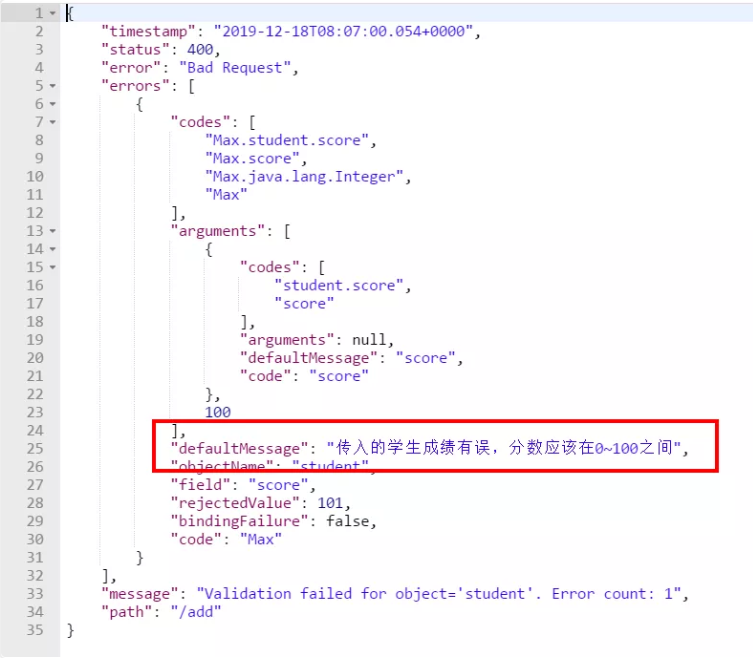 1 {
2 "timestamp": "2019-12-18T08:07:00.054+0000",
3 "status": 400,
4 "error": "Bad Request",
5 "errors": [
6 {
7 "codes": [
8 "Max.student.score",
9 "Max.score",
10 "Max.java.lang.Integer",
11 "Max"
12 ],
13 "arguments": [
14 {
15 "codes": [
16 "student.score",
17 "score"
18 ],
19 "arguments": null,
20 "defaultMessage": "score",
21 "code": "score"
22 },
23 100
24 ],
25 "defaultMessage": "传入的学生成绩有误，分数应该在0~100之间",
26 "objectName": "student",
27 "field": "score",
28 "rejectedValue": 101,
29 "bindingFailure": false,
30 "code": "Max"
31 }
32 ],
33 "message": "Validation failed for object='student'. Error count: 1",
34 "path": "/add"
35 }